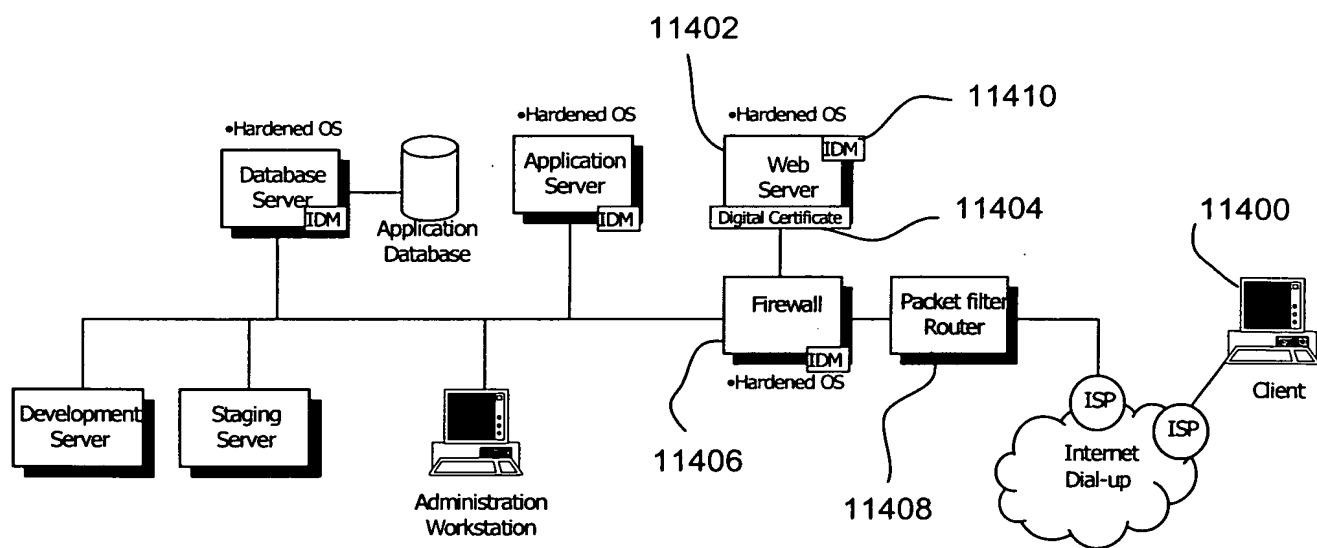 11402
11410
•Hardened OS
•Hardened OS
•Hardened OS
IDM
Web
Server
Application
Server
IDM
Database
Server
IDM
Digital Certificate
11404
11400
Application
Database
Firewall
IDM
•Hardened OS
Packet filter
Router
Client
ISP
ISP
Internet
Dial-up
Development
Server
Staging
Server
11406
11408
Administration
Workstation